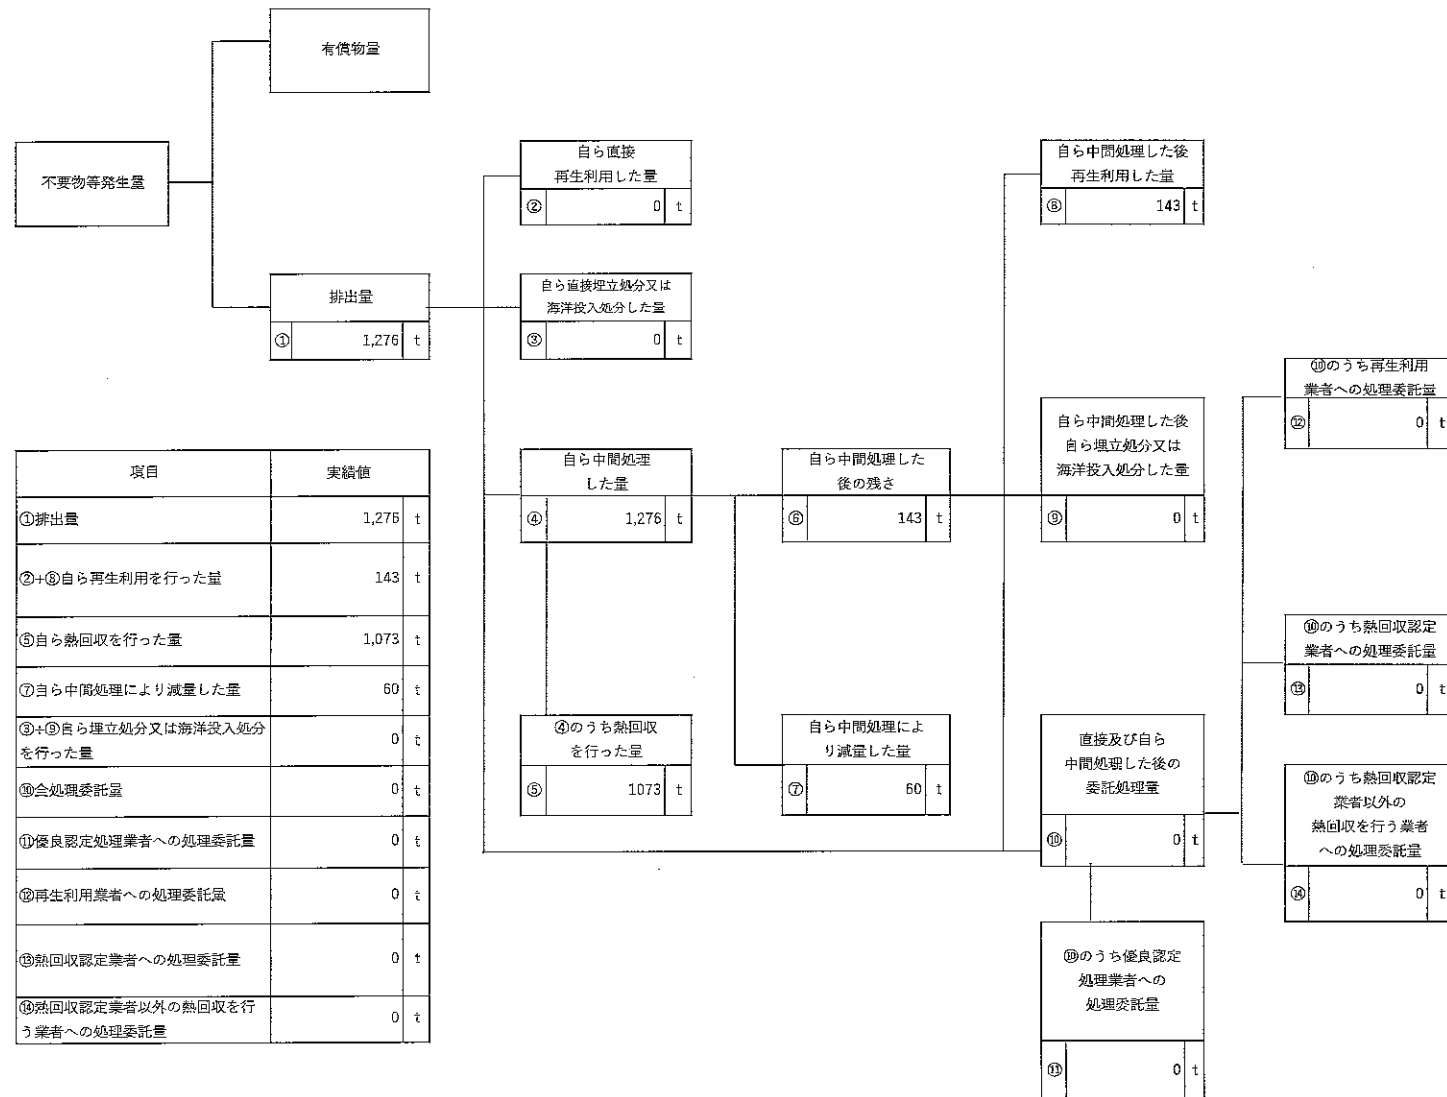 有償物量
不要物等発生量
排出量
① 1,276 t
自ら直接
再生利用した量
② 0 t
自ら直接埋立処分又は
海洋投入処分した量
③ 0 t
自ら中間処理
した量
④ 1,276 t
④のうち熱回収
を行った量
⑤ 1073 t
自ら中間処理した
後の残さ
⑥ 143 t
自ら中間処理によ
り減量した量
⑦ 60 t
自ら中間処理した後
再生利用した量
⑧ 143 t
自ら中間処理した後
自ら埋立処分又は
海洋投入処分した量
⑨ 0 t
直接及び自ら
中間処理した後の
委託処理量
⑩ 0 t
⑩のうち優良認定
処理業者への
処理委託量
⑪ 0 t
⑩のうち再生利用
業者への処理委託量
⑫ 0 t
⑩のうち熱回収認定
業者への処理委託量
⑬ 0 t
⑩のうち熱回収認定
業者以外の
熱回収を行う業者
への処理委託量
⑭ 0 t
項目 実績値
①排出量 1,276 t
②+⑧自ら再生利用を行った量 143 t
⑤自ら熱回収を行った量 1,073 t
⑦自ら中間処理により減量した量 60 t
③+⑨自ら埋立処分又は海洋投入処分
を行った量 0 t
⑩全処理委託量 0 t
⑪優良認定処理業者への処理委託量 0 t
⑫再生利用業者への処理委託量 0 t
⑬熱回収認定業者への処理委託量 0 t
⑭熱回収認定業者以外の熱回収を行
う業者への処理委託量 0 t